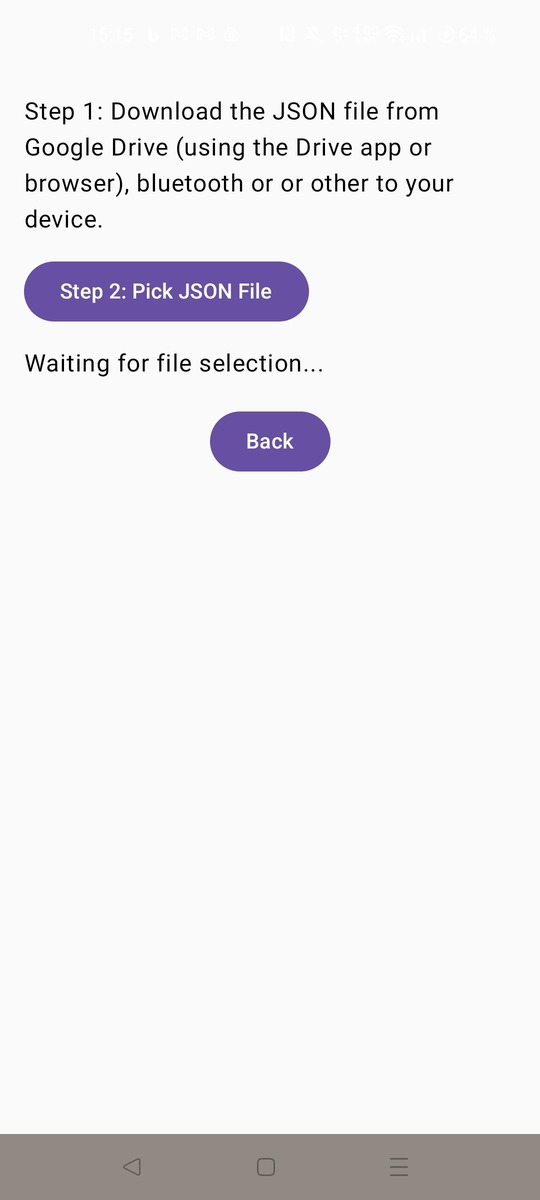 Step 1: Download the JSON file from
Google Drive (using the Drive app or
browser), bluetooth or or other to your
device.
Step 2: Pick JSON File
Waiting for file selection...
Back